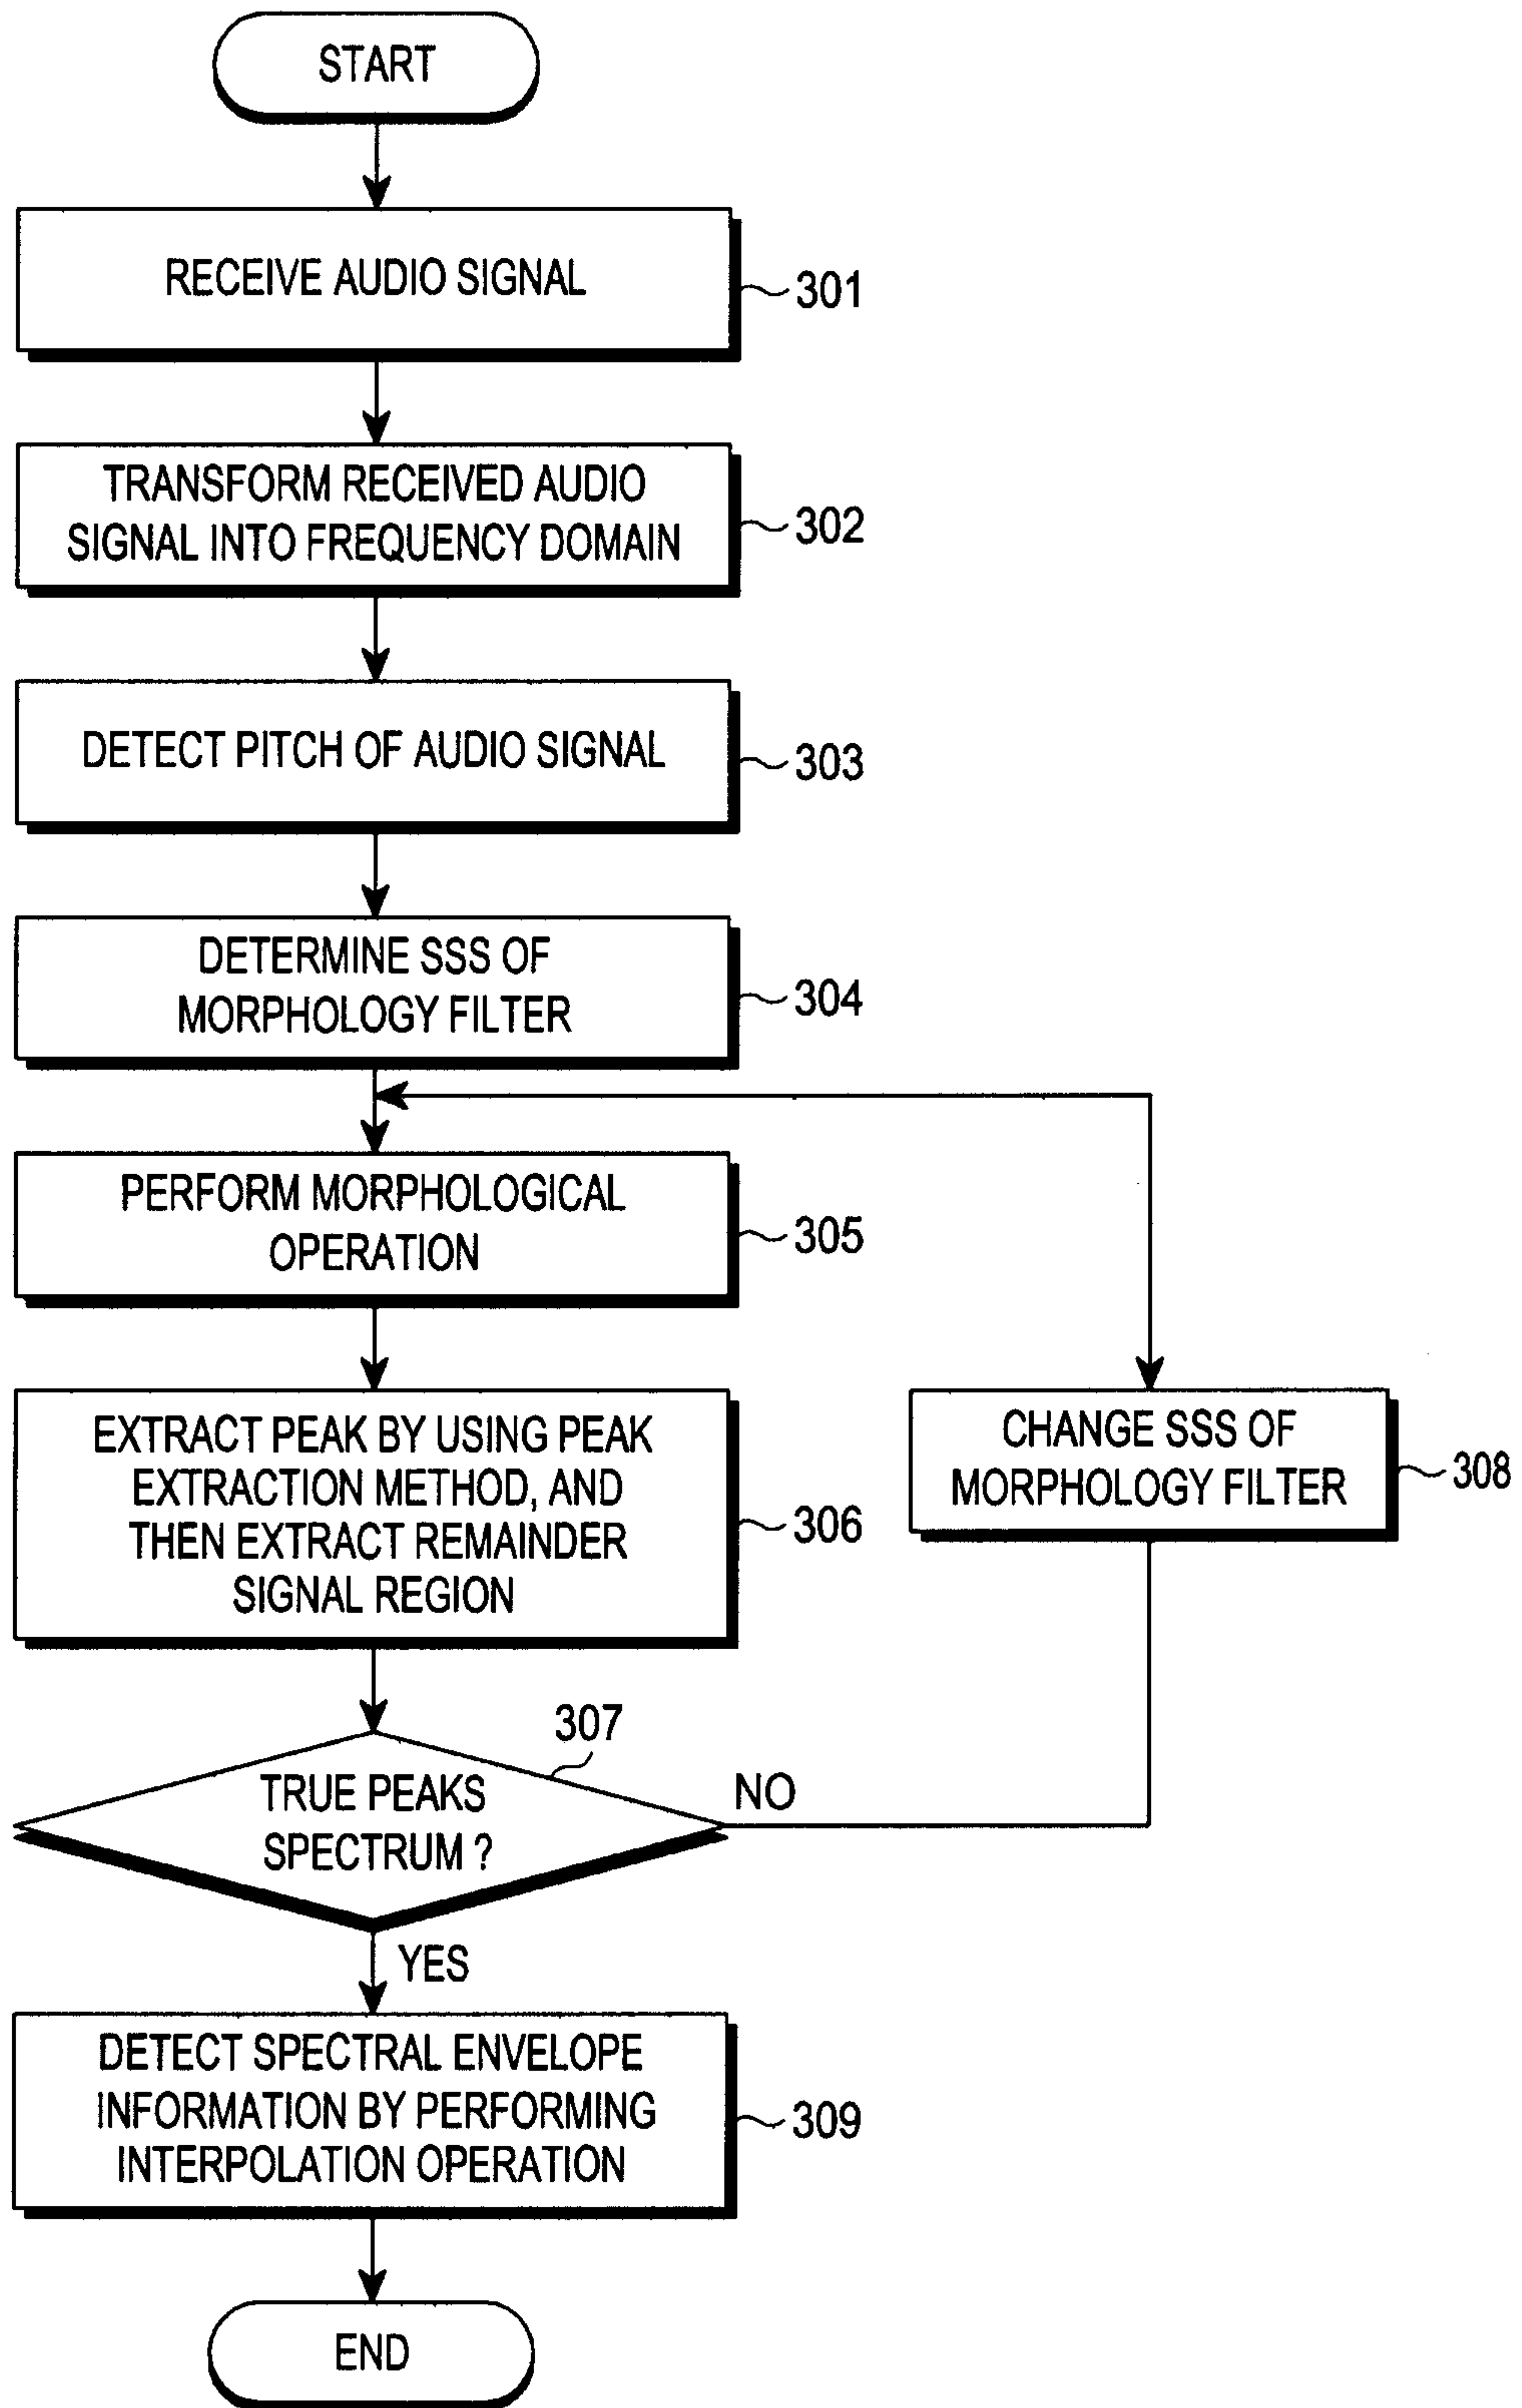 START
RECEIVE AUDIO SIGNAL
301
TRANSFORM RECEIVED AUDIO
SIGNAL INTO FREQUENCY DOMAIN
302
DETECT PITCH OF AUDIO SIGNAL
303
DETERMINE SSS OF
MORPHOLOGY FILTER
304
PERFORM MORPHOLOGICAL
OPERATION
305
EXTRACT PEAK BY USING PEAK
EXTRACTION METHOD, AND
THEN EXTRACT REMAINDER
SIGNAL REGION
306
CHANGE SSS OF
MORPHOLOGY FILTER
308
307
TRUE PEAKS
SPECTRUM ?
NO
YES
DETECT SPECTRAL ENVELOPE
INFORMATION BY PERFORMING
INTERPOLATION OPERATION
309
END